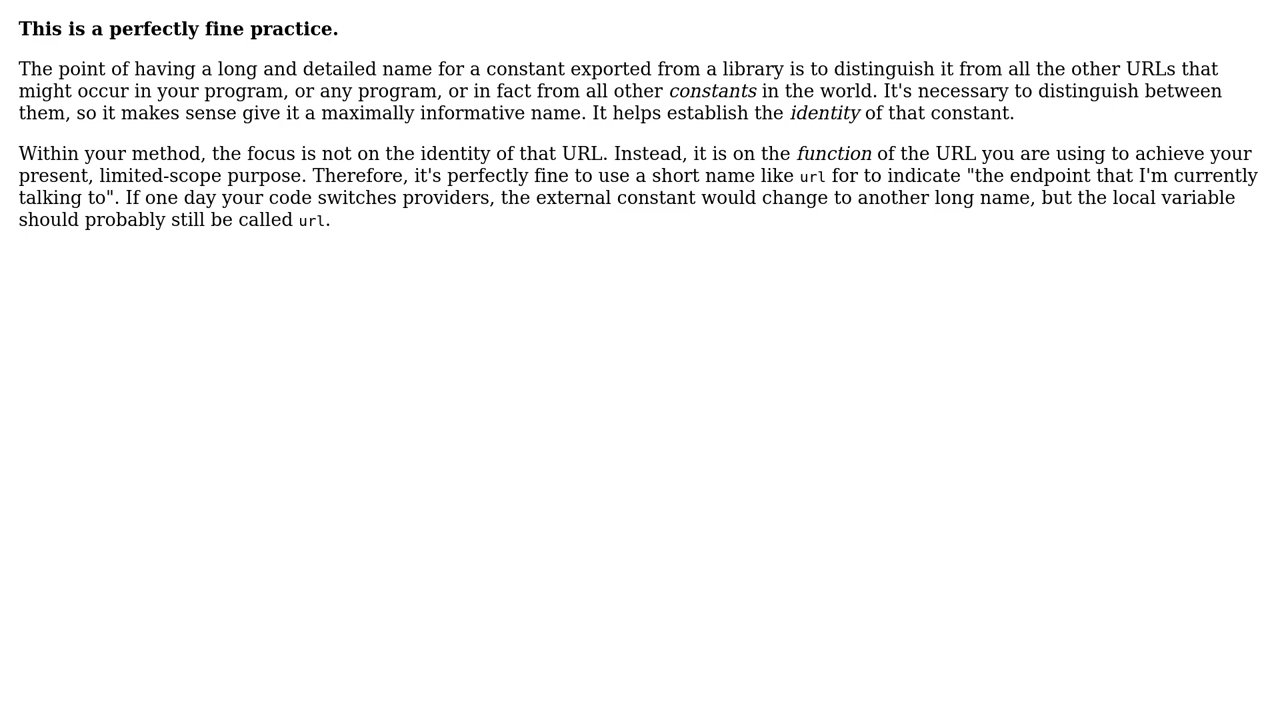 This is a perfectly fine practice.
The point of having a long and detailed name for a constant exported from a library is to distinguish it from all the other URLs that
might occur in your program, or any program, or in fact from all other constants in the world. It's necessary to distinguish between
them, so it makes sense give it a maximally informative name. It helps establish the identity of that constant.
Within your method, the focus is not on the identity of that URL. Instead, it is on the function of the URL you are using to achieve your
present, limited-scope purpose. Therefore, it's perfectly fine to use a short name like url for to indicate "the endpoint that I'm currently
talking to". If one day your code switches providers, the external constant would change to another long name, but the local variable
should probably still be called url.